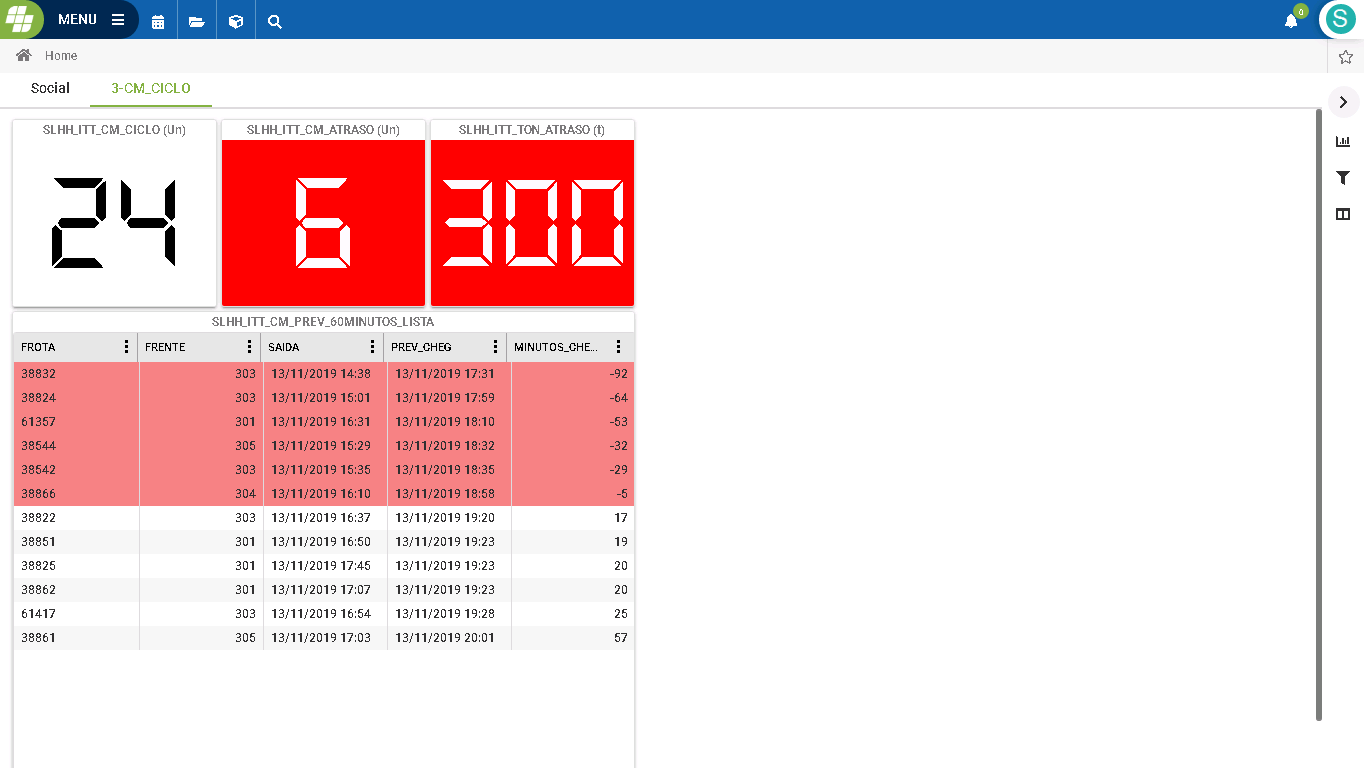 MENU
0
S
Home
Social 3-CM_CICLO
SLHH_ITT_CM_CICLO (Un) SLHH_ITT_CM_ATRASO (Un) SLHH_ITT_TON_ATRASO (t)
24 6 300
SLHH_ITT_CM_PREV_60MINUTOS_LISTA
FROTA FRENTE SAIDA PREV_CHEG MINUTOS_CHE...
38832 303 13/11/2019 14:38 13/11/2019 17:31 -92
38824 303 13/11/2019 15:01 13/11/2019 17:59 -64
61357 301 13/11/2019 16:31 13/11/2019 18:10 -53
38544 305 13/11/2019 15:29 13/11/2019 18:32 -32
38542 303 13/11/2019 15:35 13/11/2019 18:35 -29
38866 304 13/11/2019 16:10 13/11/2019 18:58 -5
38822 303 13/11/2019 16:37 13/11/2019 19:20 17
38851 301 13/11/2019 16:50 13/11/2019 19:23 19
38825 301 13/11/2019 17:45 13/11/2019 19:23 20
38862 301 13/11/2019 17:07 13/11/2019 19:23 20
61417 303 13/11/2019 16:54 13/11/2019 19:28 25
38861 305 13/11/2019 17:03 13/11/2019 20:01 57